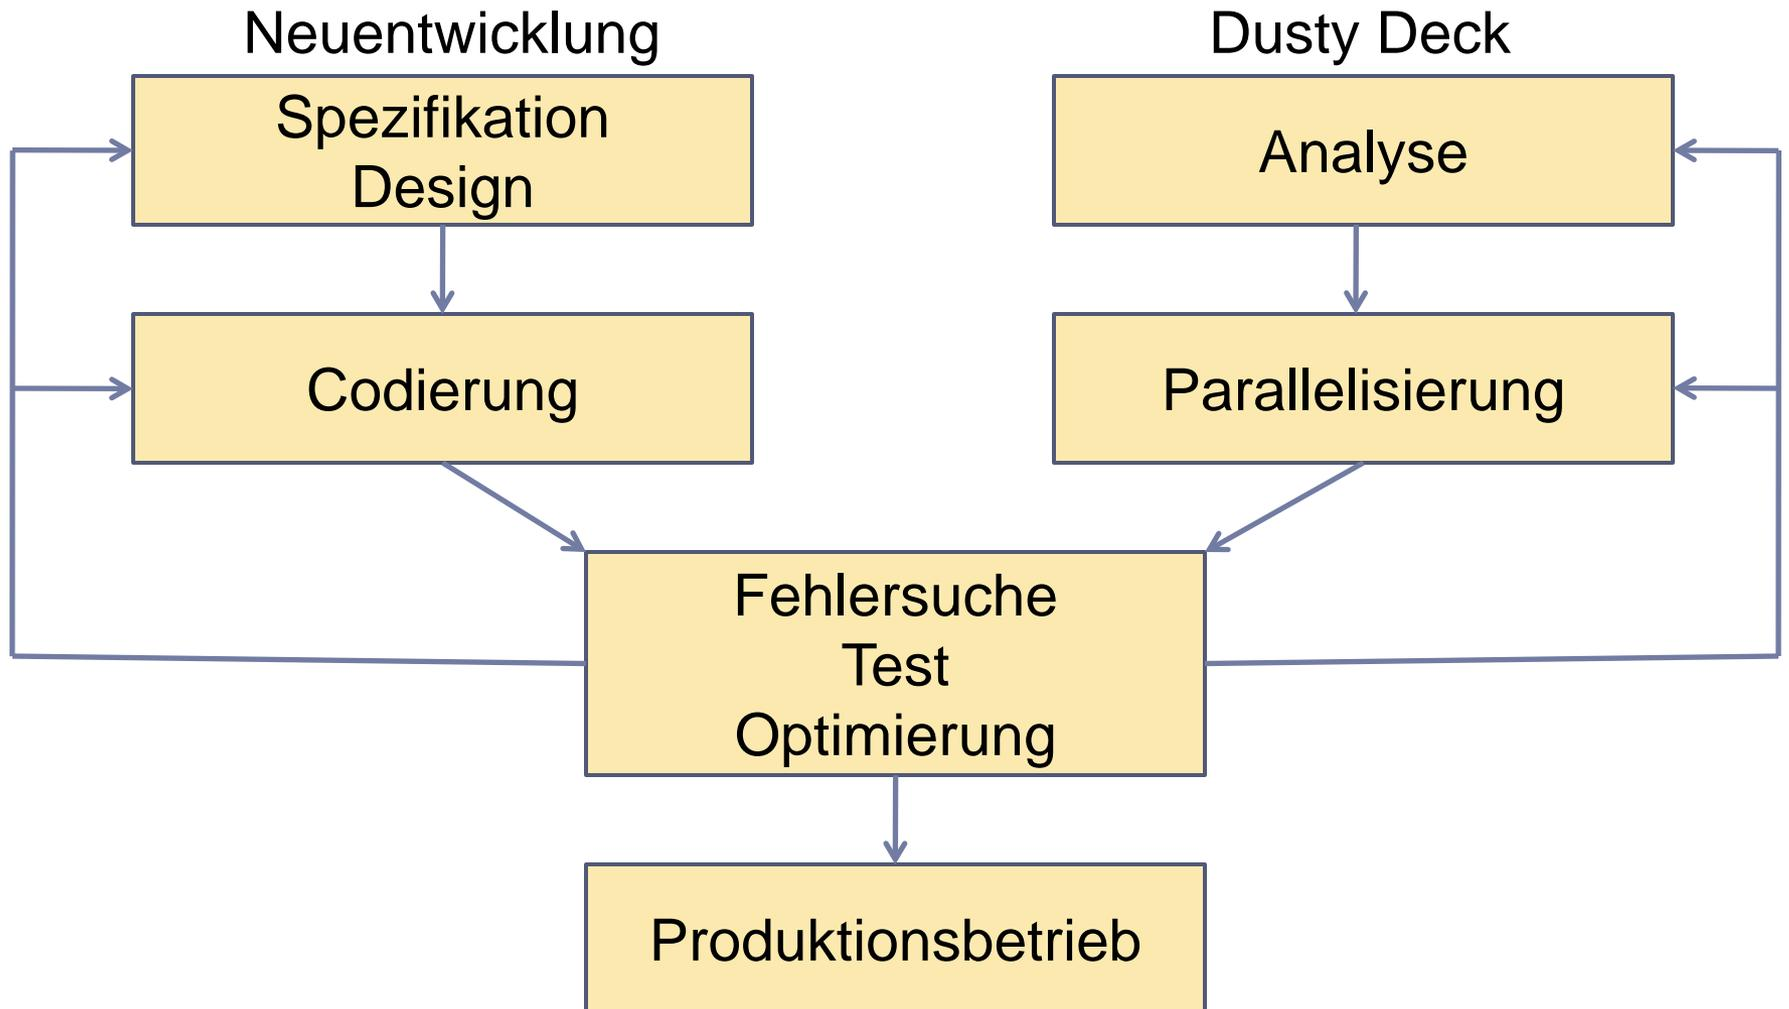 Neuentwicklung
Dusty Deck
Spezifikation
Design
Analyse
Codierung
Parallelisierung
Fehlersuche
Test
Optimierung
Produktionsbetrieb